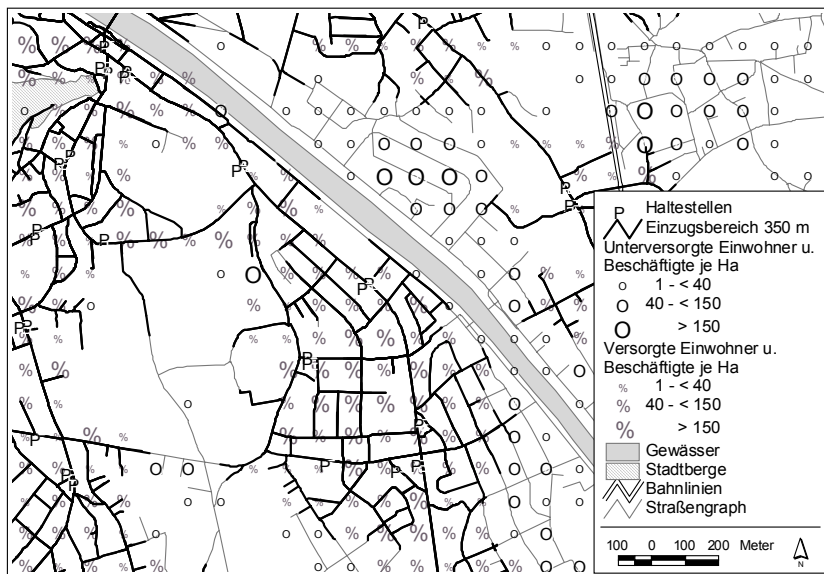 P Haltestellen
Einzugsbereich 350 m
Unterversorgte Einwohner u.
Beschäftigte je Ha
1 - < 40
40 - < 150
> 150
Versorgte Einwohner u.
Beschäftigte je Ha
% 1 - < 40
% 40 - < 150
% > 150
Gewässer
Stadtberge
Bahnlinien
Straßengraph
100 0 100 200 Meter
N